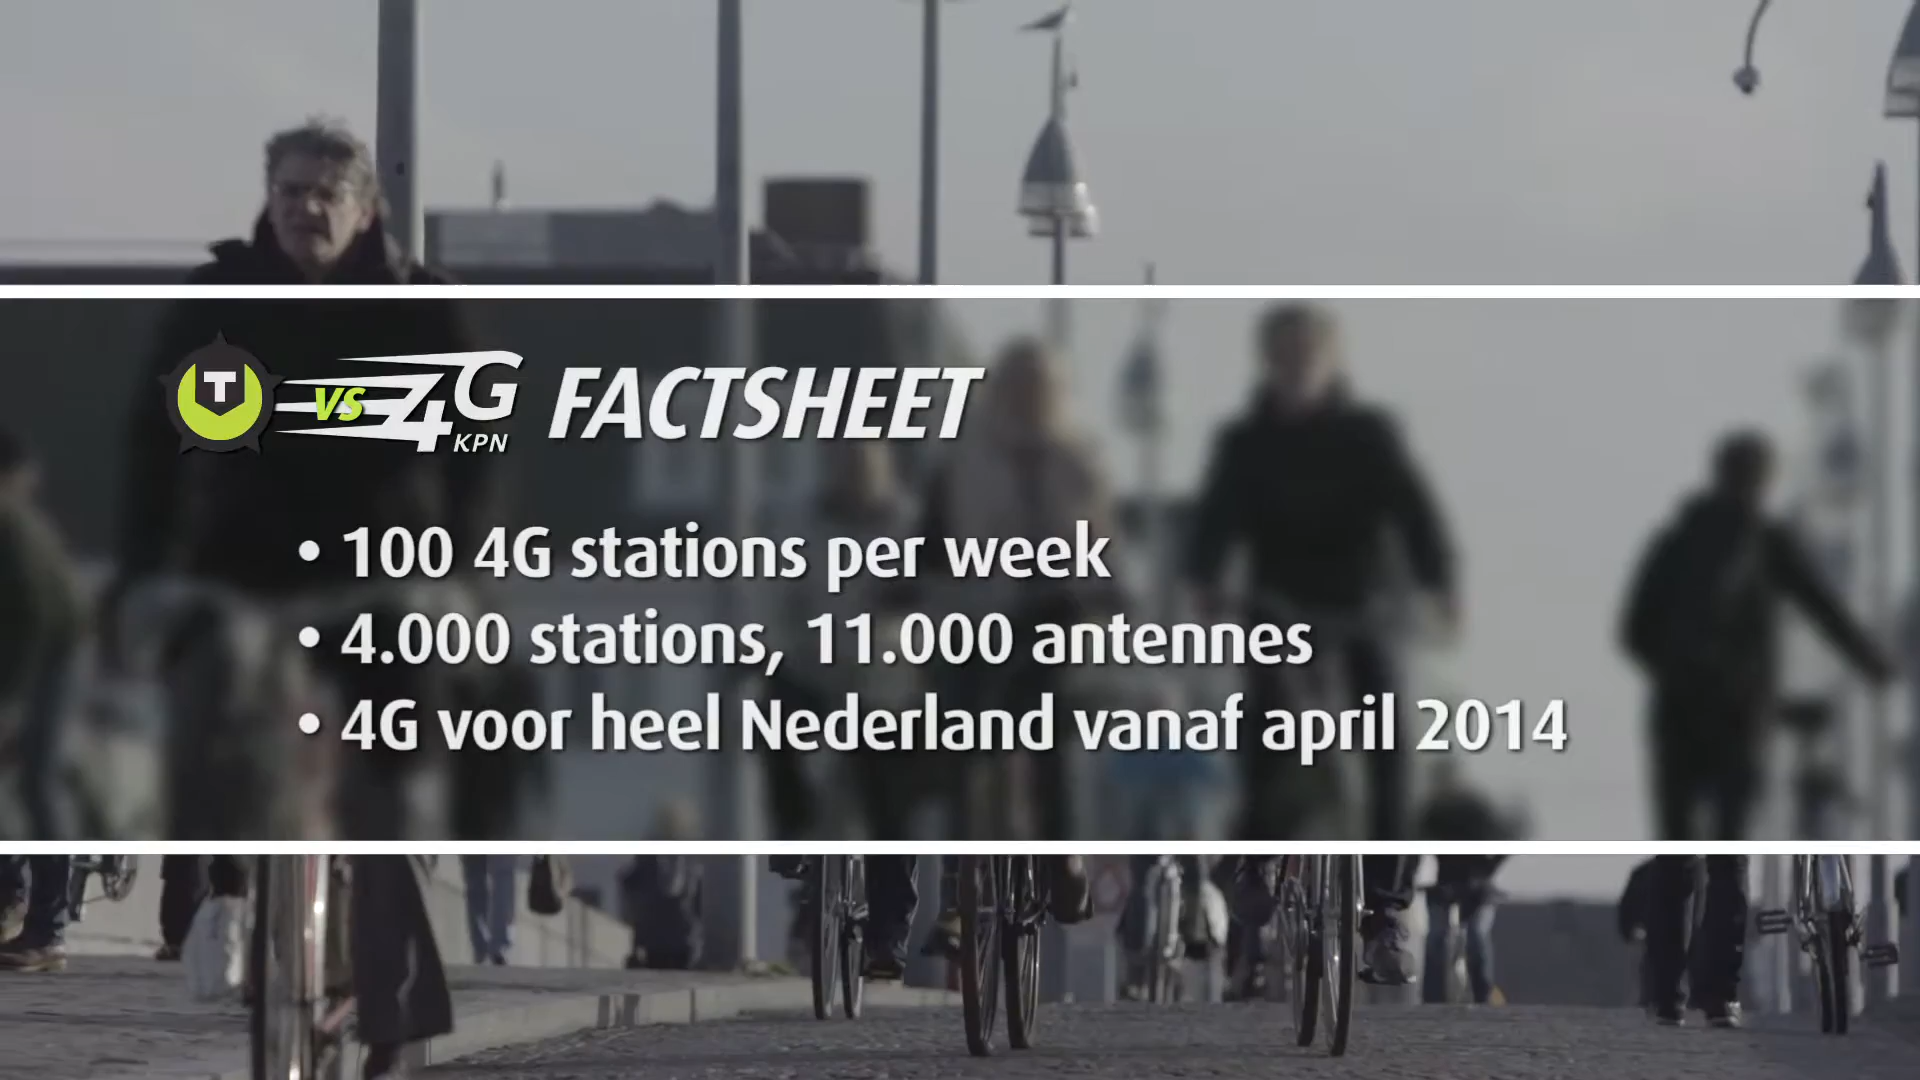 T VS 4G FACTSHEET
KPN
• 100 4G stations per week
• 4.000 stations, 11.000 antennes
• 4G voor heel Nederland vanaf april 2014